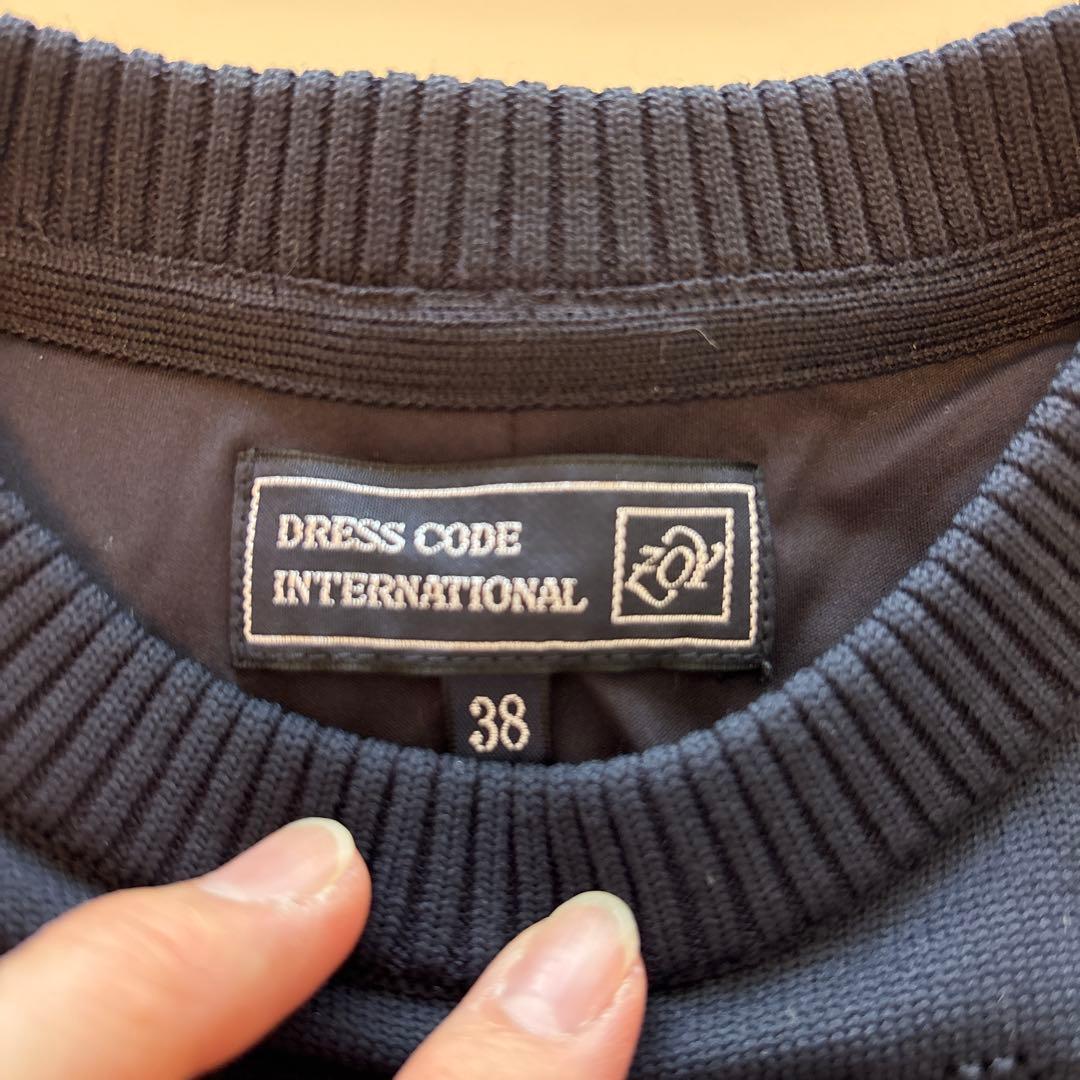 DRESS CODE
INTERNATIONAL
ZOY
38